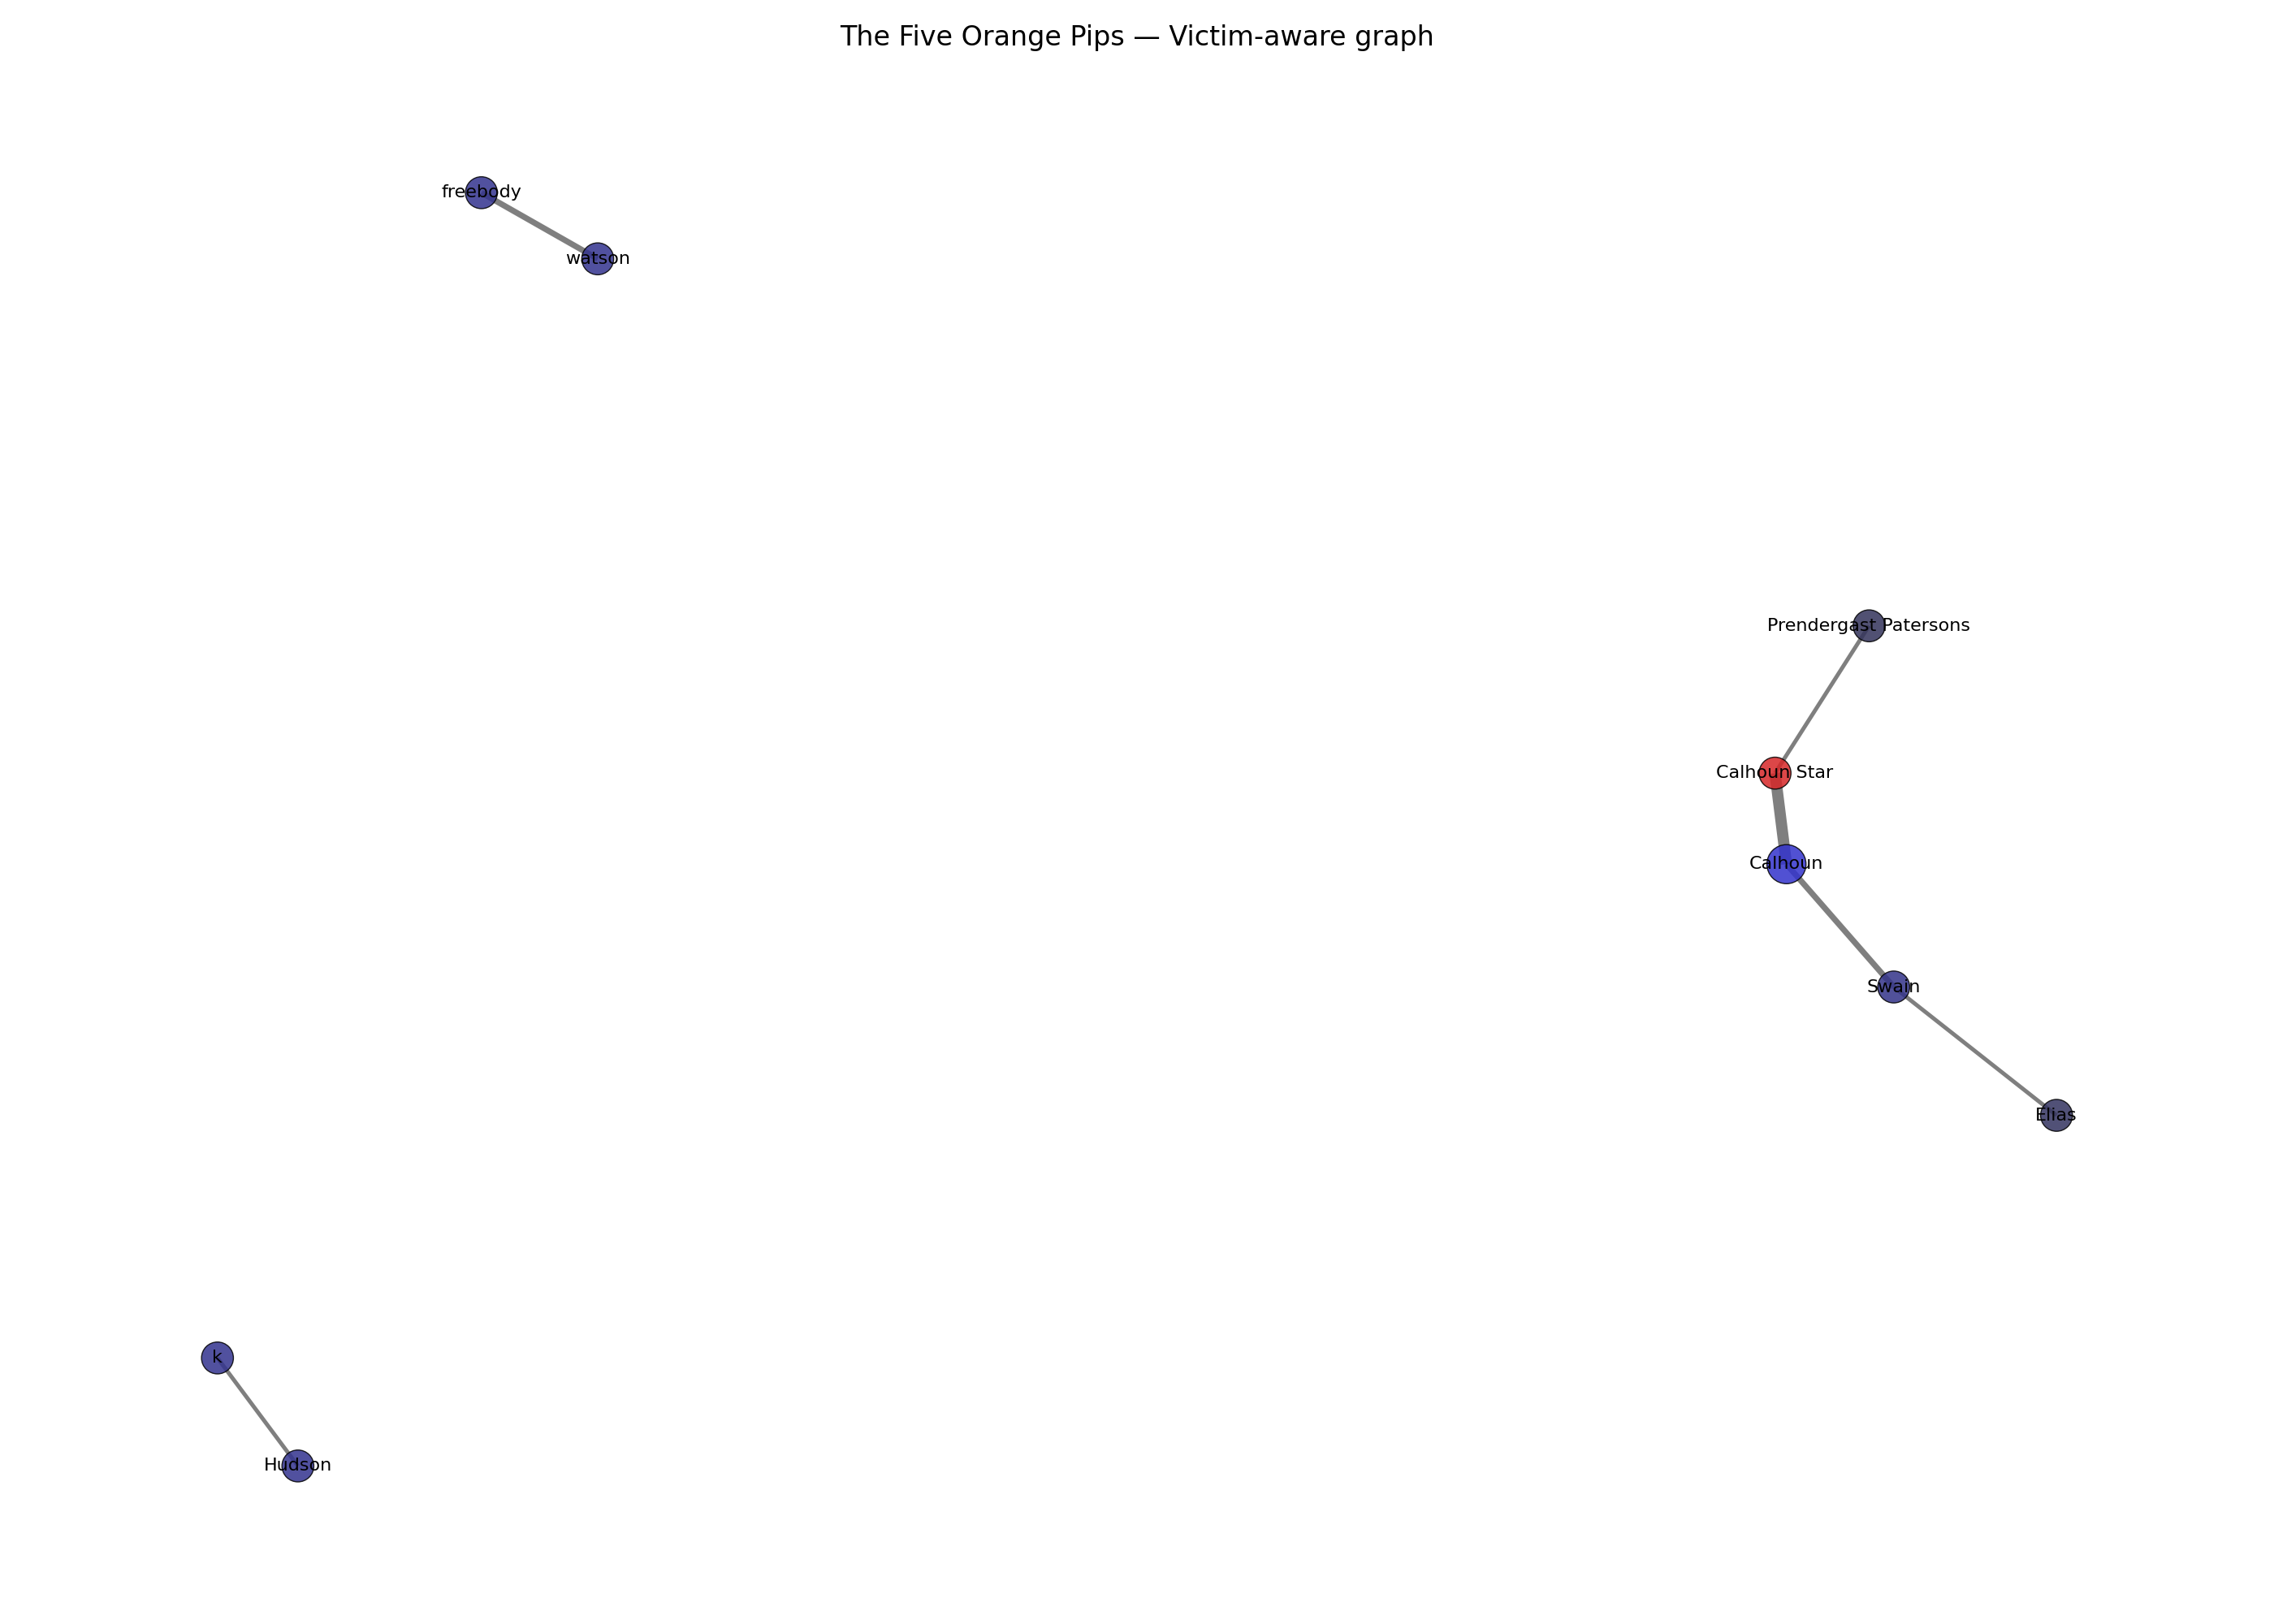 The Five Orange Pips — Victim-aware graph
freebody
watson
Prendergast Patersons
Calhoun Star
Calhoun
Swain
Elias
k
Hudson